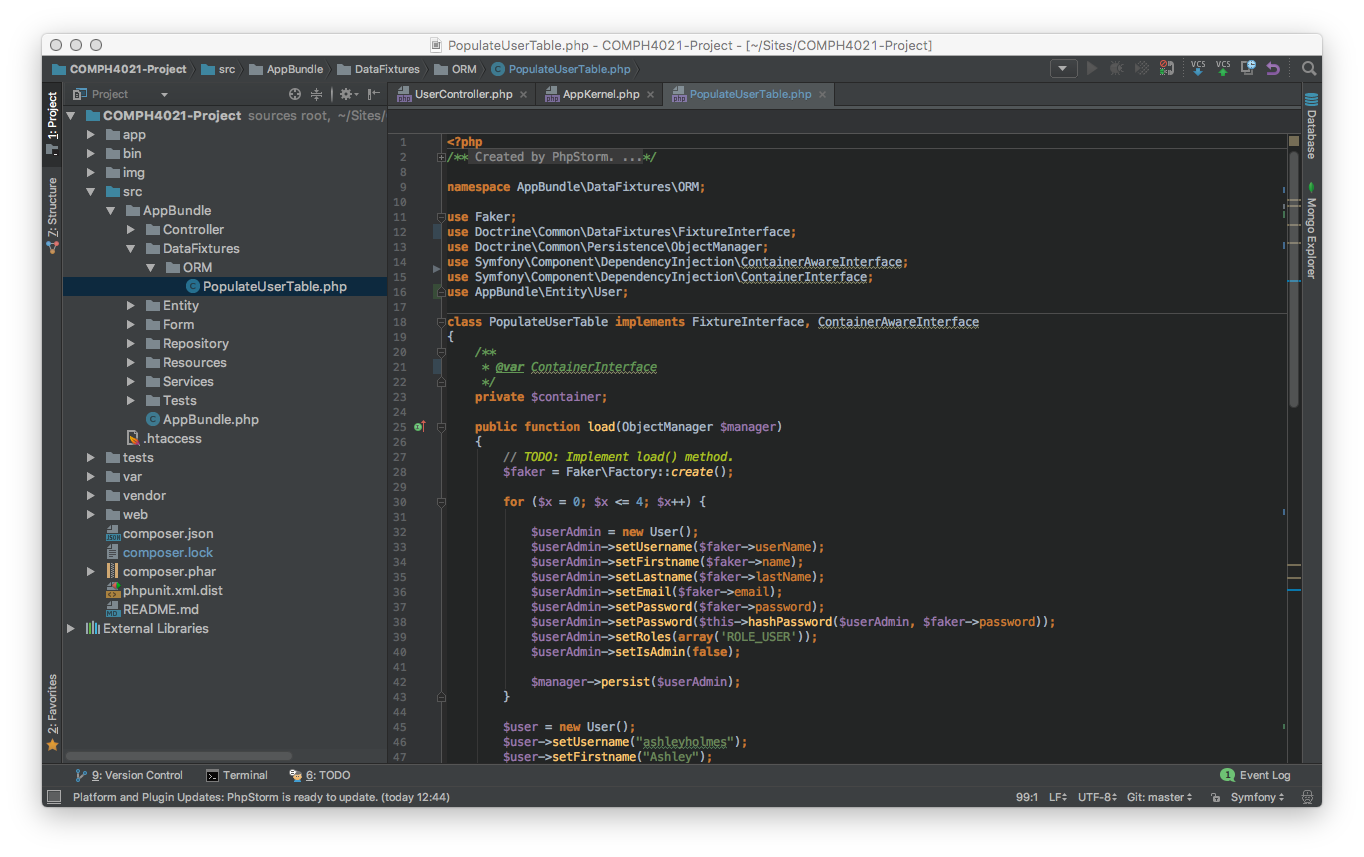 PopulateUserTable.php - COMPH4021-Project - [~/Sites/COMPH4021-Project]
COMPH4021-Project src AppBundle DataFixtures ORM PopulateUserTable.php VCS VCS
Project
UserController.php AppKernel.php PopulateUserTable.php
1: Project
Z: Structure
2: Favorites
COMPH4021-Project sources root, ~/Sites/
app
bin
img
src
AppBundle
Controller
DataFixtures
ORM
PopulateUserTable.php
Entity
Form
Repository
Resources
Services
Tests
AppBundle.php
.htaccess
tests
var
vendor
web
composer.json
composer.lock
composer.phar
phpunit.xml.dist
README.md
External Libraries
1 <?php
2 /** Created by PhpStorm. ...*/
8
9 namespace AppBundle\DataFixtures\ORM;
10
11 use Faker;
12 use Doctrine\Common\DataFixtures\FixtureInterface;
13 use Doctrine\Common\Persistence\ObjectManager;
14 use Symfony\Component\DependencyInjection\ContainerAwareInterface;
15 use Symfony\Component\DependencyInjection\ContainerInterface;
16 use AppBundle\Entity\User;
17
18 class PopulateUserTable implements FixtureInterface, ContainerAwareInterface
19 {
20 /**
21 * @var ContainerInterface
22 */
23 private $container;
24
25 public function load(ObjectManager $manager)
26 {
27 // TODO: Implement load() method.
28 $faker = Faker\Factory::create();
29
30 for ($x = 0; $x <= 4; $x++) {
31
32 $userAdmin = new User();
33 $userAdmin->setUsername($faker->userName);
34 $userAdmin->setFirstname($faker->name);
35 $userAdmin->setLastname($faker->lastName);
36 $userAdmin->setEmail($faker->email);
37 $userAdmin->setPassword($faker->password);
38 $userAdmin->setPassword($this->hashPassword($userAdmin, $faker->password));
39 $userAdmin->setRoles(array('ROLE_USER'));
40 $userAdmin->setIsAdmin(false);
41
42 $manager->persist($userAdmin);
43 }
44
45 $user = new User();
46 $user->setUsername("ashleyholmes");
47 $user->setFirstname("Ashley");
Database
Mongo Explorer
9: Version Control Terminal 6: TODO 1 Event Log
Platform and Plugin Updates: PhpStorm is ready to update. (today 12:44) 99:1 LF UTF-8 Git: master Symfony